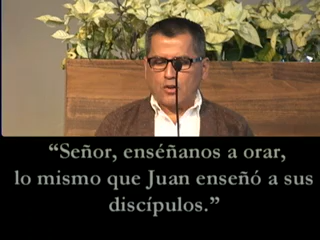 “Señor, enséñanos a orar,
lo mismo que Juan enseñó a sus
discípulos.”